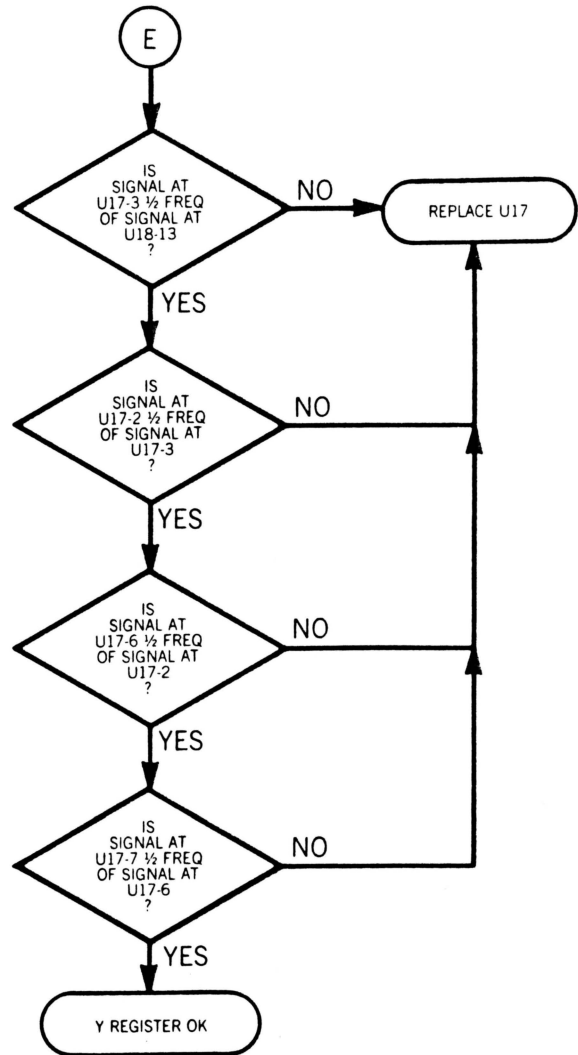 E
IS
SIGNAL AT
U17-3 ½ FREQ
OF SIGNAL AT
U18-13
?
NO
REPLACE U17
YES
IS
SIGNAL AT
U17-2 ½ FREQ
OF SIGNAL AT
U17-3
?
NO
YES
IS
SIGNAL AT
U17-6 ½ FREQ
OF SIGNAL AT
U17-2
?
NO
YES
IS
SIGNAL AT
U17-7 ½ FREQ
OF SIGNAL AT
U17-6
?
NO
YES
Y REGISTER OK